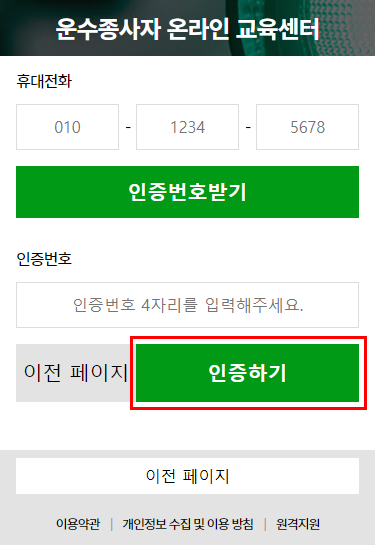 운수종사자 온라인 교육센터
휴대전화
010 - 1234 - 5678
인증번호받기
인증번호
인증번호 4자리를 입력해주세요.
이전 페이지 인증하기
이전 페이지
이용약관 | 개인정보 수집 및 이용 방침 | 원격지원